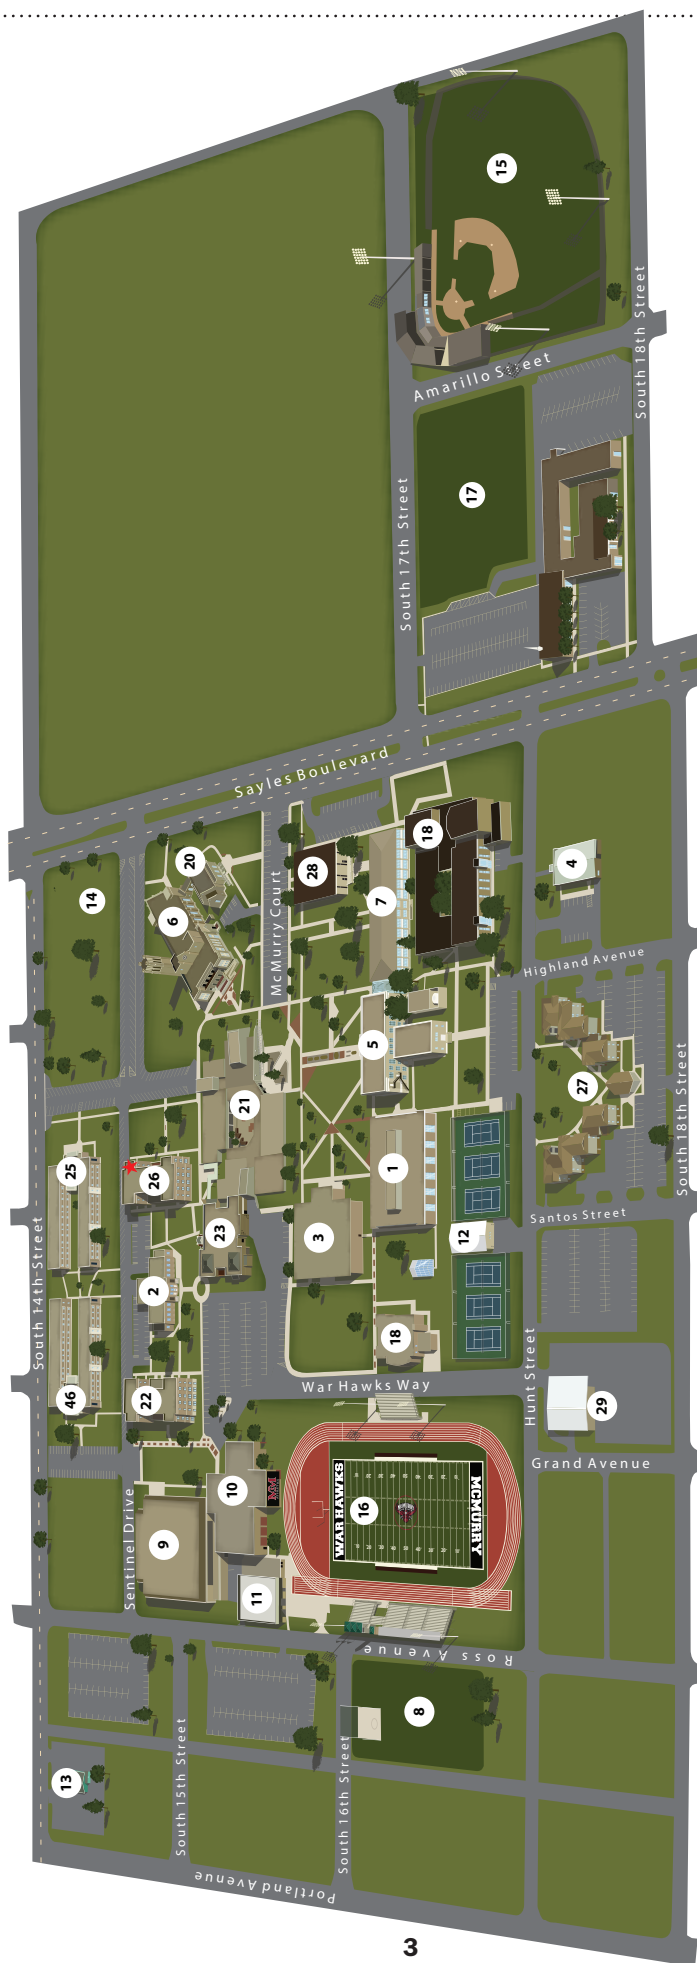 15
South 18th Street
Amarillo Street
17
South 17th Street
Sayles Boulevard
14
20
6
McMurry Court
28
7
18
4
Highland Avenue
5
21
27
South 18th Street
25
26
23
3
1
12
Santos Street
South 14th Street
2
46
22
18
War Hawks Way
Hunt Street
29
Grand Avenue
Sentinel Drive
9
10
11
WAR HAWKS
16
MCMURRY
Ross Avenue
8
13
South 15th Street
South 16th Street
Portland Avenue
3